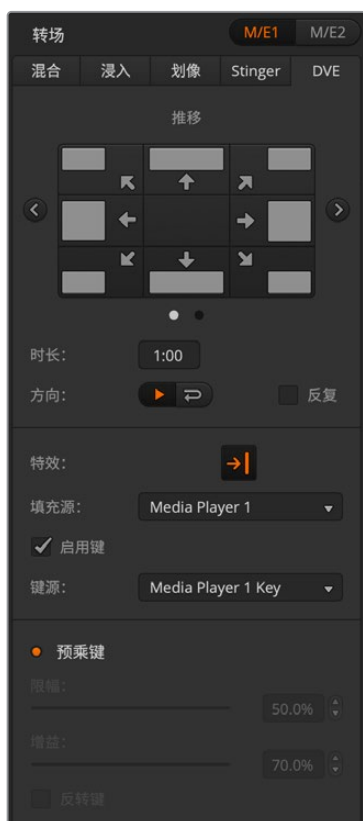 转场 M/E1 M/E2
混合 浸入 划像 Stinger DVE
推移
时长： 1:00
方向： 反复
特效：
填充源： Media Player 1
启用键
键源： Media Player 1 Key
预乘键
限幅：
50.0%
增益：
70.0%
反转键